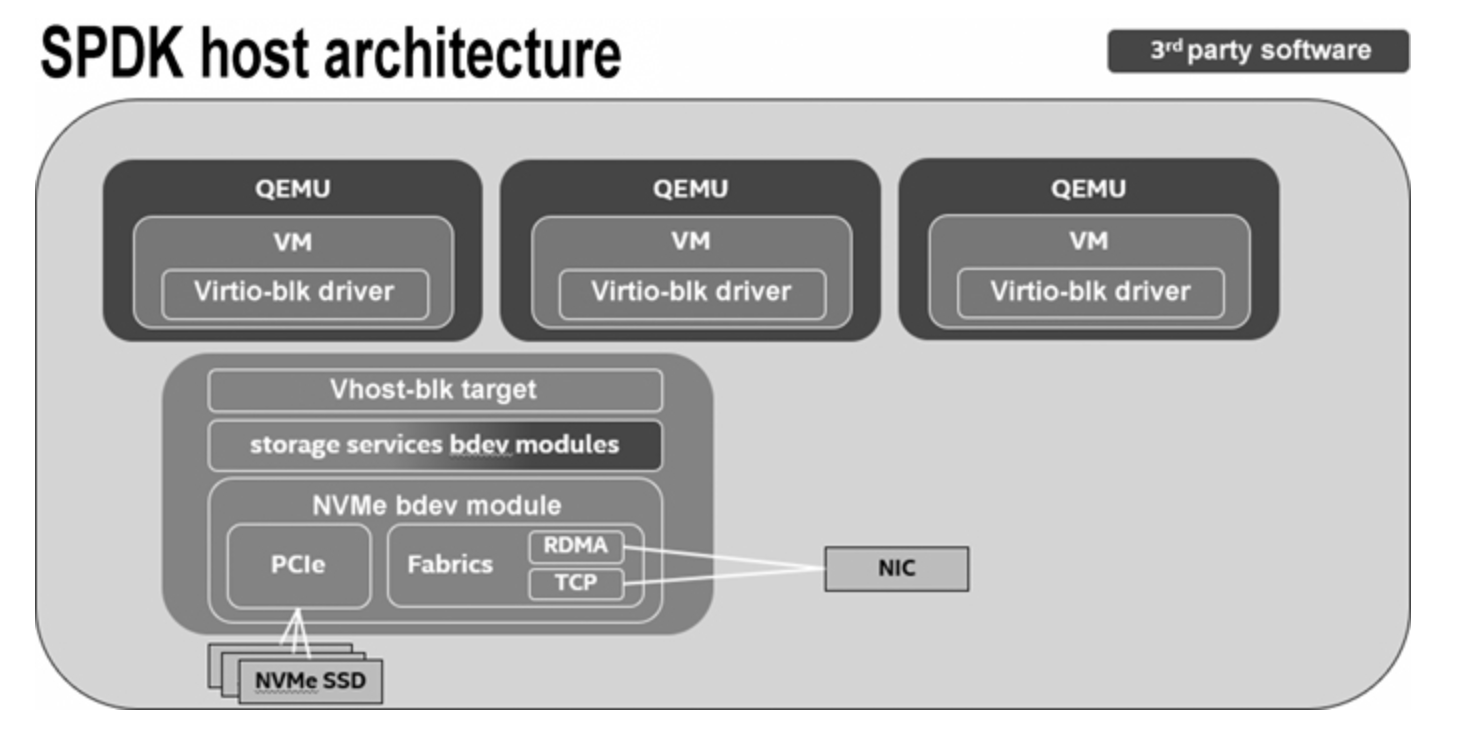 SPDK host architecture
3rd party software
QEMU
VM
Virtio-blk driver
QEMU
VM
Virtio-blk driver
QEMU
VM
Virtio-blk driver
Vhost-blk target
storage services bdev modules
NVMe bdev module
PCIe
Fabrics
RDMA
TCP
NIC
NVMe SSD